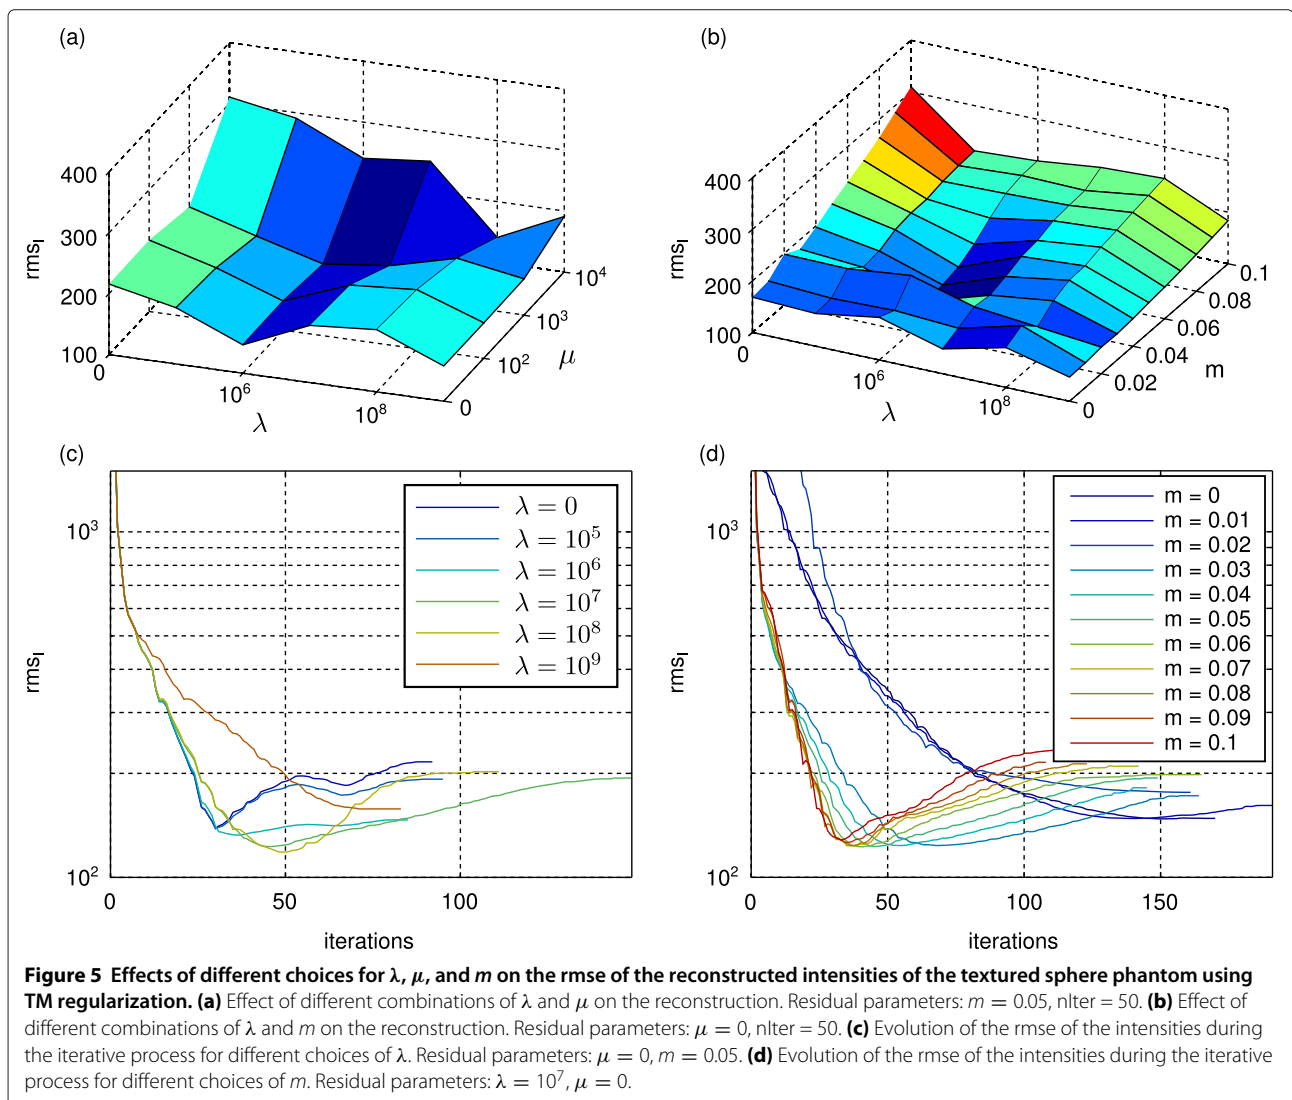 (a)
400
300
200
100
rms_I
0
10^6
10^8
λ
0
10^2
10^3
10^4
μ
(b)
400
300
200
100
rms_I
0
10^6
10^8
λ
0
0.02
0.04
0.06
0.08
0.1
m
(c)
10^3
10^2
rms_I
0
50
100
iterations
λ = 0
λ = 10^5
λ = 10^6
λ = 10^7
λ = 10^8
λ = 10^9
(d)
10^3
10^2
rms_I
0
50
100
150
iterations
m = 0
m = 0.01
m = 0.02
m = 0.03
m = 0.04
m = 0.05
m = 0.06
m = 0.07
m = 0.08
m = 0.09
m = 0.1
Figure 5 Effects of different choices for λ, μ, and m on the rmse of the reconstructed intensities of the textured sphere phantom using
TM regularization. (a) Effect of different combinations of λ and μ on the reconstruction. Residual parameters: m = 0.05, nIter = 50. (b) Effect of
different combinations of λ and m on the reconstruction. Residual parameters: μ = 0, nIter = 50. (c) Evolution of the rmse of the intensities during
the iterative process for different choices of λ. Residual parameters: μ = 0, m = 0.05. (d) Evolution of the rmse of the intensities during the iterative
process for different choices of m. Residual parameters: λ = 10^7, μ = 0.